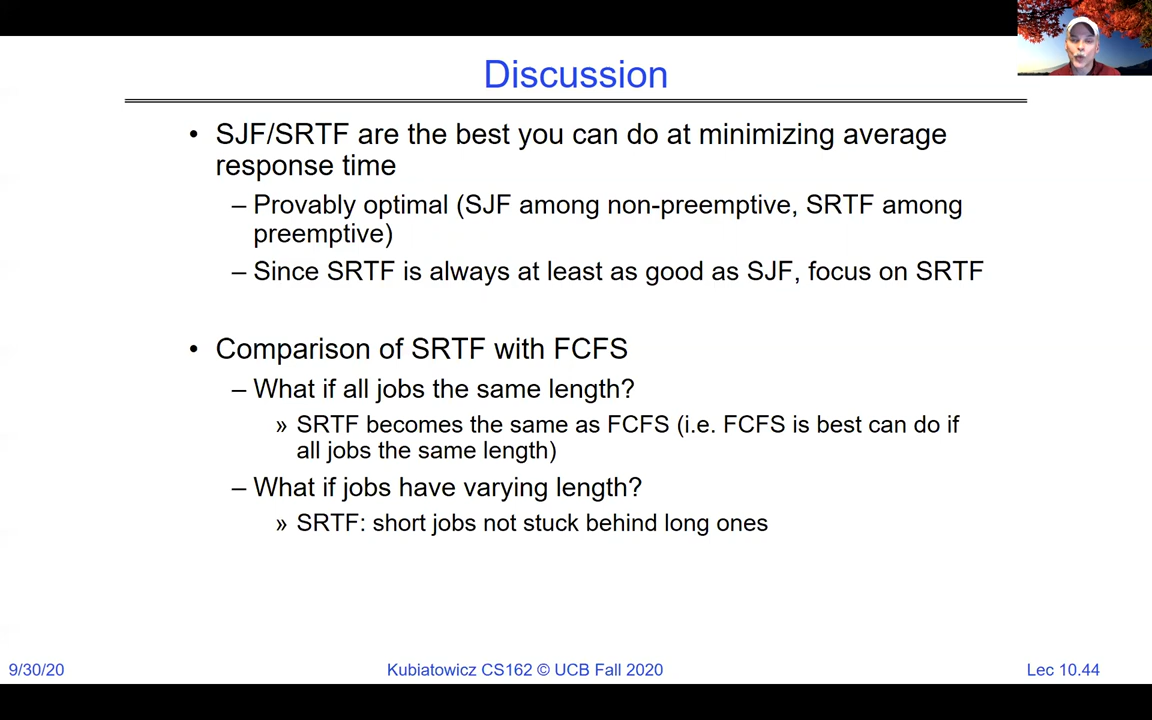 Discussion
• SJF/SRTF are the best you can do at minimizing average
response time
– Provably optimal (SJF among non-preemptive, SRTF among
preemptive)
– Since SRTF is always at least as good as SJF, focus on SRTF
• Comparison of SRTF with FCFS
– What if all jobs the same length?
» SRTF becomes the same as FCFS (i.e. FCFS is best can do if
all jobs the same length)
– What if jobs have varying length?
» SRTF: short jobs not stuck behind long ones
9/30/20
Kubiatowicz CS162 © UCB Fall 2020
Lec 10.44